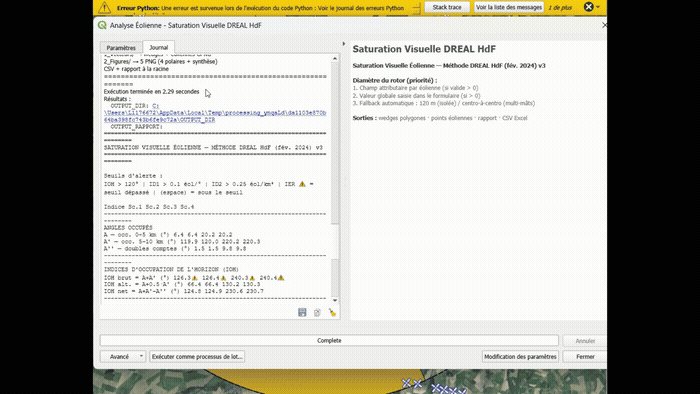 Erreur Python: Une erreur est survenue lors de l'exécution du code Python : Voir le journal des erreurs Python
Stack trace
Voir la liste des messages
1 de plus
Analyse Éolienne - Saturation Visuelle DREAL HdF
Paramètres
Journal
2_Figures/ → 5 PNG (4 polaires + synthèse)
CSV + rapport à la racine
Exécution terminée en 2.29 secondes
Résultats :
OUTPUT_DIR: C:
OUTPUT_RAPPORT:
SATURATION VISUELLE ÉOLIENNE — MÉTHODE DREAL HdF (fév. 2024) v3
Seuils d'alerte :
IOH > 120° | ID1 > 0.1 écl/° | ID2 > 0.25 éol/km² | IER ⚠ =
seuil dépassé | (espace) = sous le seuil
Indice Sc.1 Sc.2 Sc.3 Sc.4
ANGLES OCCUPÉS
A — occ. 0-5 km (°) 6.4 6.4 20.2 20.2
A' — occ. 5-10 km (°) 119.9 120.0 220.2 220.3
A'' — doubles comptes (°) 1.5 1.5 9.8 9.8
INDICES D'OCCUPATION DE L'HORIZON (IOH)
IOH brut = A+A' (°) 126.3⚠ 126.4⚠ 240.3⚠ 240.4⚠
IOH alt. = A+0.5 A' (°) 66.4 66.4 130.2 130.3
IOH net = A+A'-A'' (°) 124.8 124.9 230.6 230.7
Saturation Visuelle DREAL HdF
Saturation Visuelle Éolienne — Méthode DREAL HdF (fév. 2024) v3
Diamètre du rotor (priorité) :
1. Champ attributaire par éolienne (si valide > 0)
2. Valeur globale saisie dans le formulaire (si > 0)
3. Fallback automatique : 120 m (isolée) / centre-à-centre (multi-mâts)
Sorties : wedges polygones · points éoliennes · rapport · CSV Excel
Complete
Annuler
Avancé
Exécuter comme processus de lot...
Modification des paramètres
Fermer